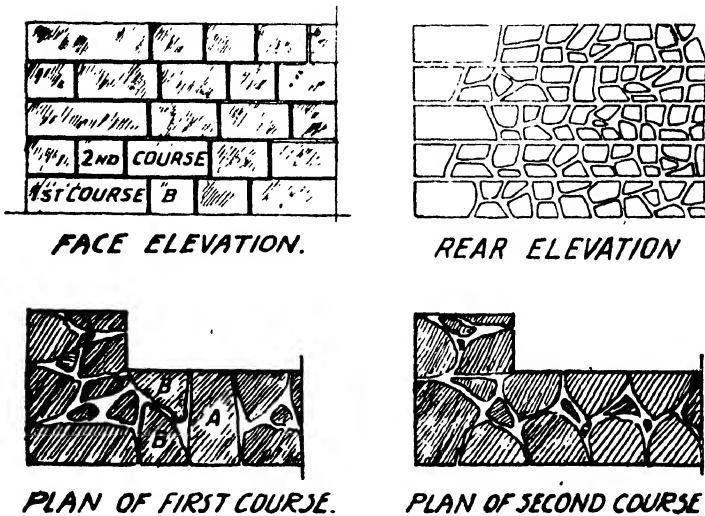 2ND COURSE
1ST COURSE B
FACE ELEVATION.
REAR ELEVATION
B
A
B
PLAN OF FIRST COURSE.
PLAN OF SECOND COURSE